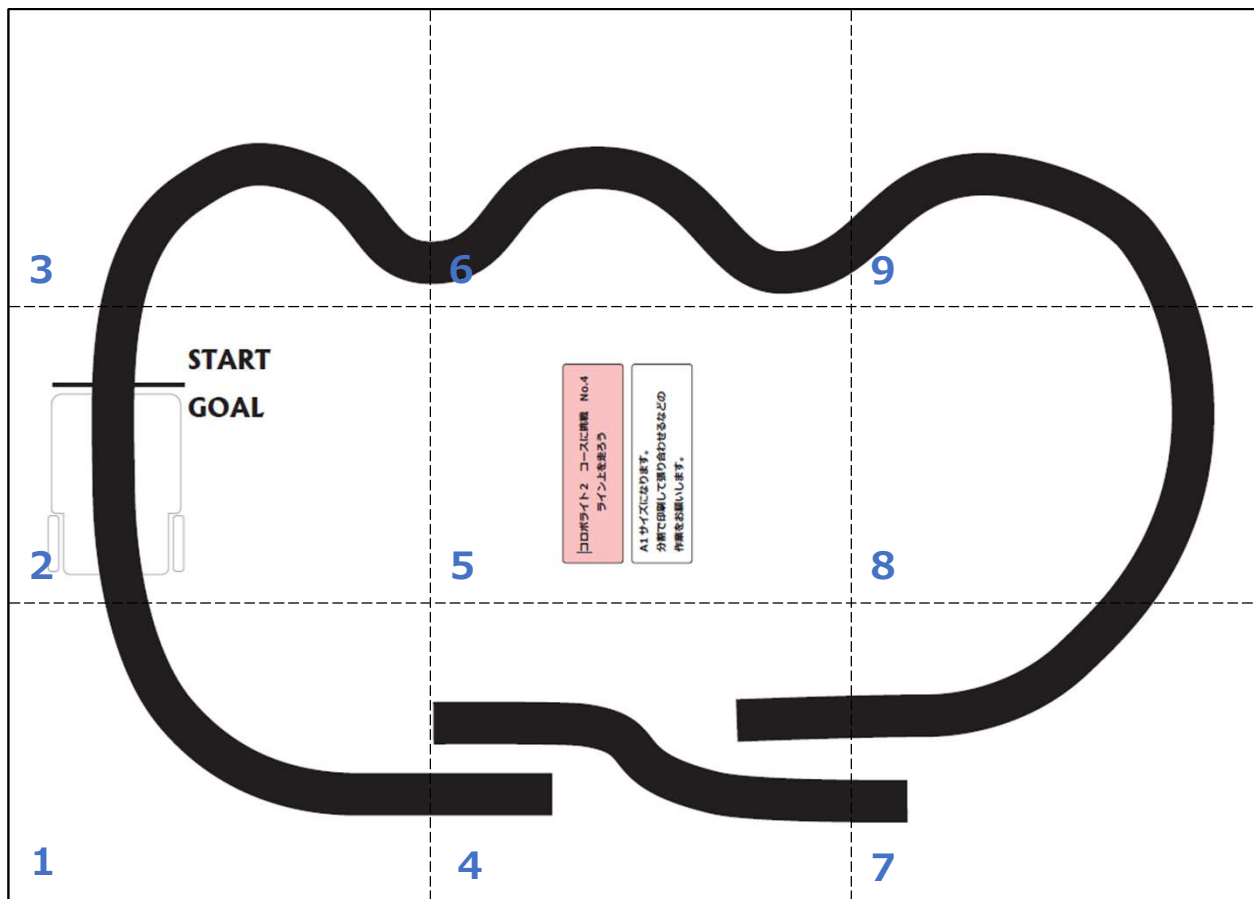 3
6
9
START
GOAL
コロボライト2 コースに挑戦 No.4
ライン上を走ろう
A1サイズになります。
分割で印刷して張り合わせるなどの
作業をお願いします。
2
5
8
1
4
7